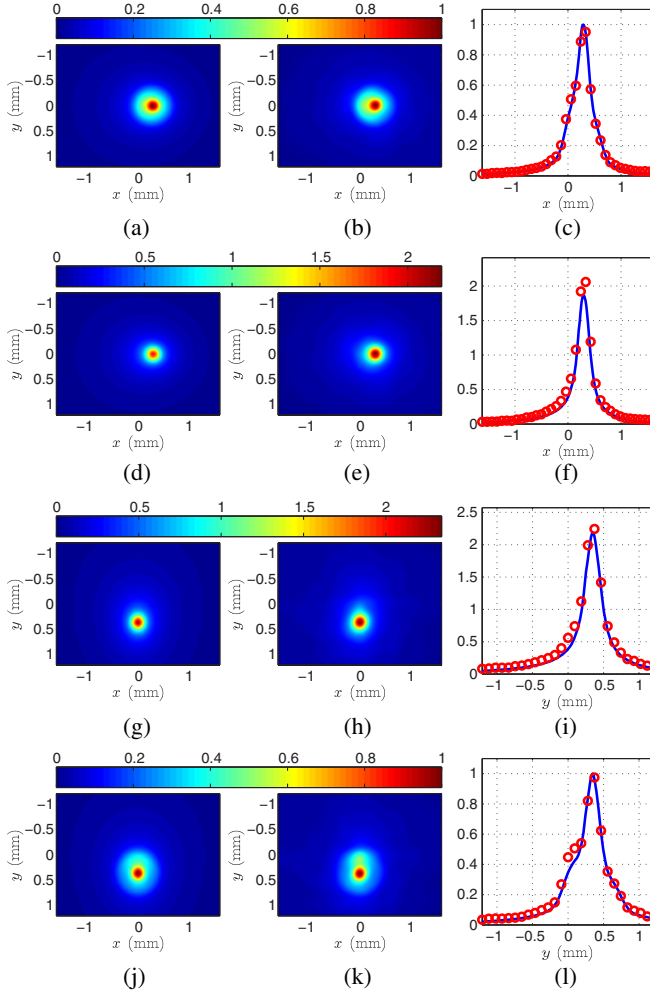 0 0.2 0.4 0.6 0.8 1
−1 −0.5 0 0.5 1
y (mm)
−1 0 1
x (mm)
(a)
−1 −0.5 0 0.5 1
y (mm)
−1 0 1
x (mm)
(b)
1 0.8 0.6 0.4 0.2 0
−1 0 1
x (mm)
(c)
0.5 1 1.5 2
−1 −0.5 0 0.5 1
y (mm)
−1 0 1
x (mm)
(d)
−1 −0.5 0 0.5 1
y (mm)
−1 0 1
x (mm)
(e)
2 1.5 1 0.5 0
−1 0 1
x (mm)
(f)
0 0.5 1 1.5 2
−1 −0.5 0 0.5 1
y (mm)
−1 0 1
x (mm)
(g)
−1 −0.5 0 0.5 1
y (mm)
−1 0 1
x (mm)
(h)
2.5 2 1.5 1 0.5 0
−1 −0.5 0 0.5 1
y (mm)
(i)
0 0.2 0.4 0.6 0.8 1
−1 −0.5 0 0.5 1
y (mm)
−1 0 1
x (mm)
(j)
−1 −0.5 0 0.5 1
y (mm)
−1 0 1
x (mm)
(k)
1 0.8 0.6 0.4 0.2 0
−1 −0.5 0 0.5 1
y (mm)
(l)